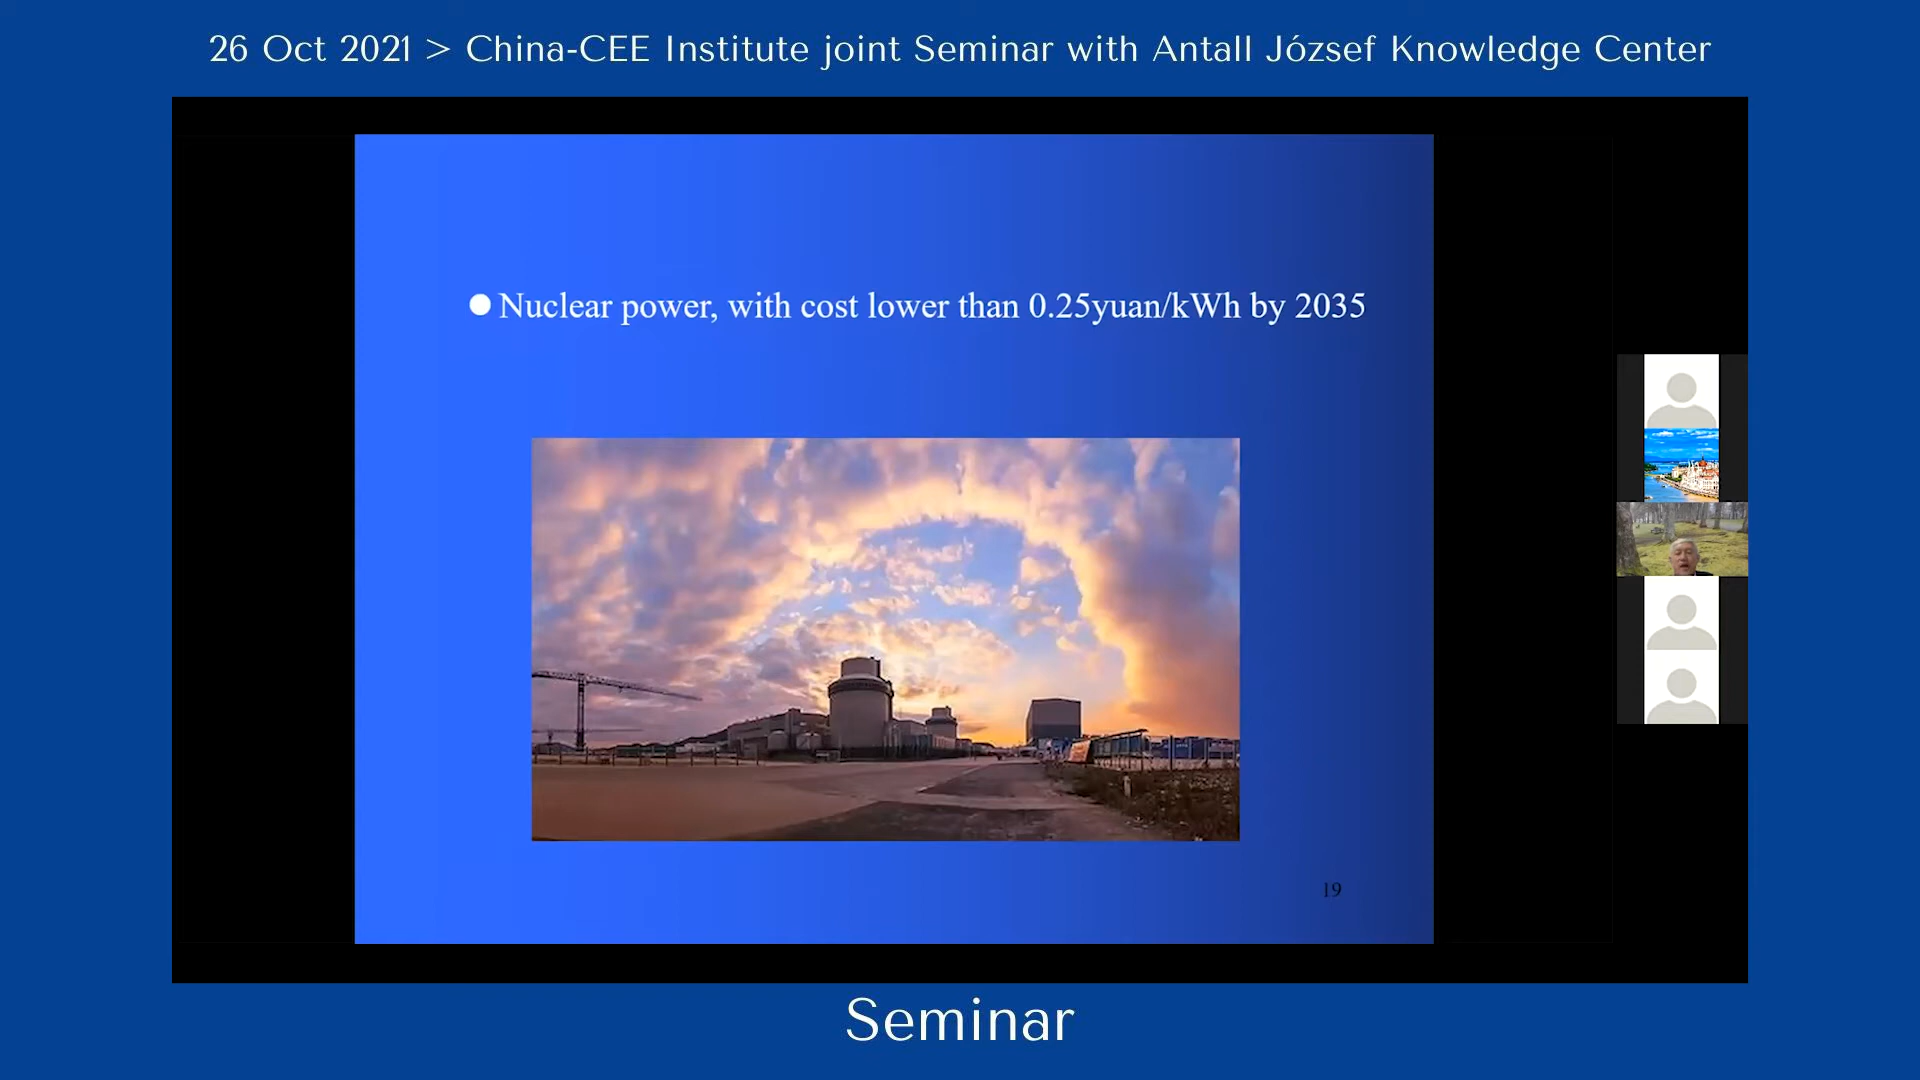 26 Oct 2021 > China-CEE Institute joint Seminar with Antall József Knowledge Center
Nuclear power, with cost lower than 0.25yuan/kWh by 2035
19
Seminar